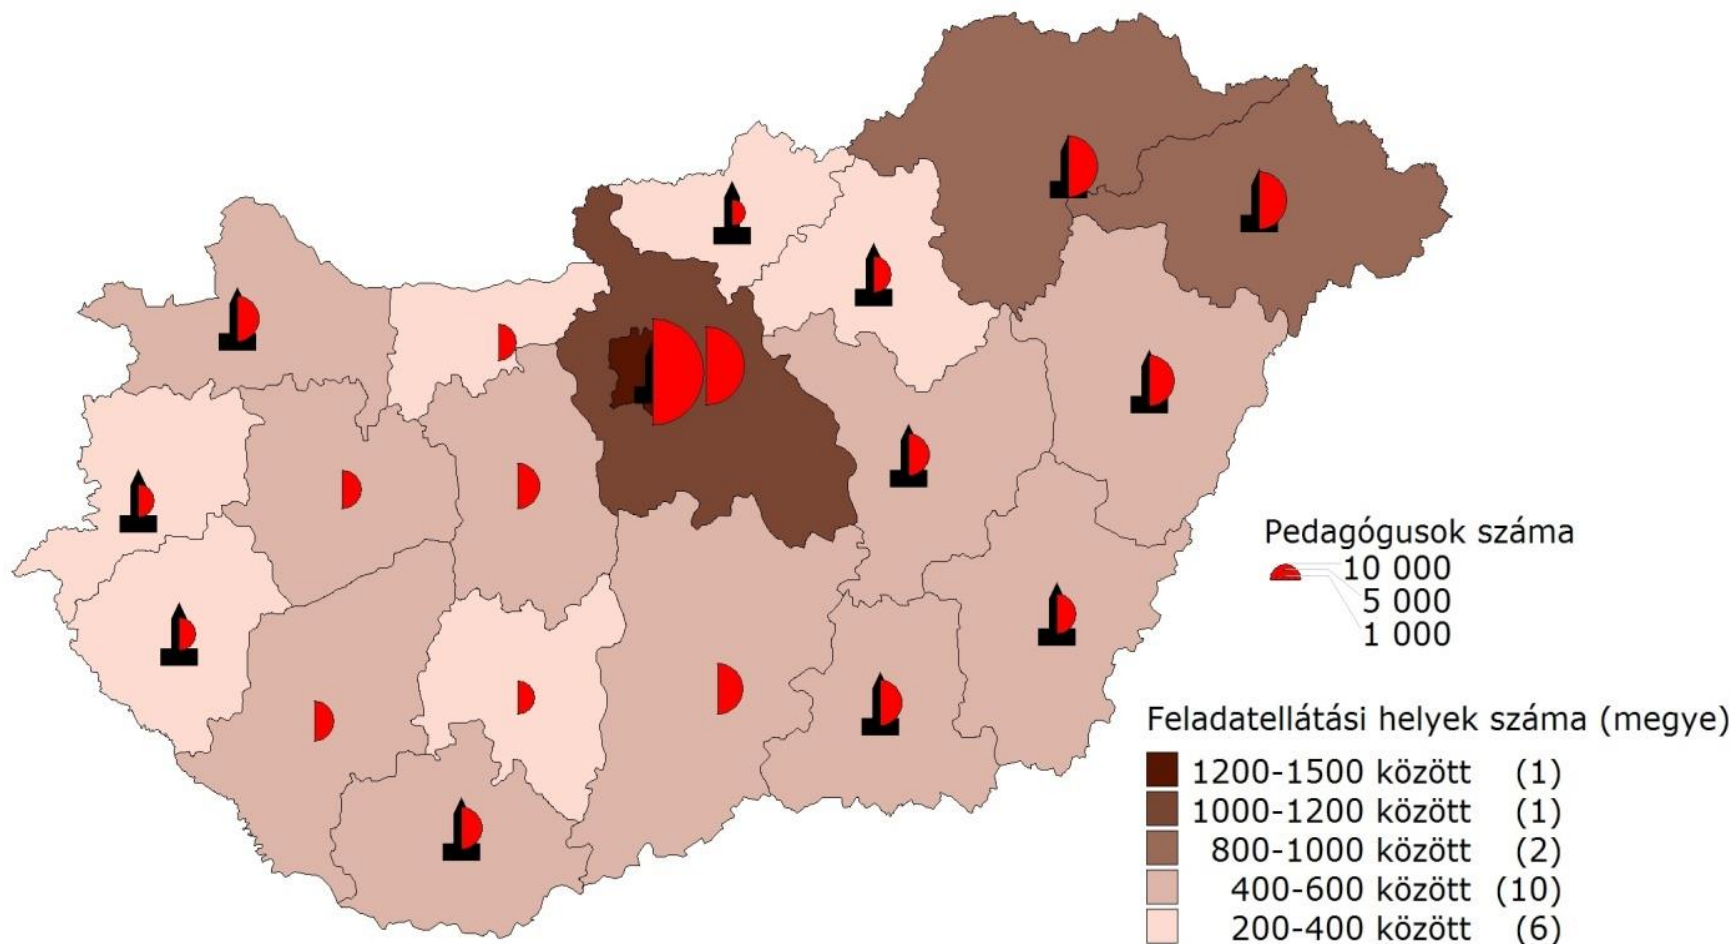 Pedagógusok száma
10 000
5 000
1 000
Feladatellátási helyek száma (megye)
1200-1500 között (1)
1000-1200 között (1)
800-1000 között (2)
400-600 között (10)
200-400 között (6)